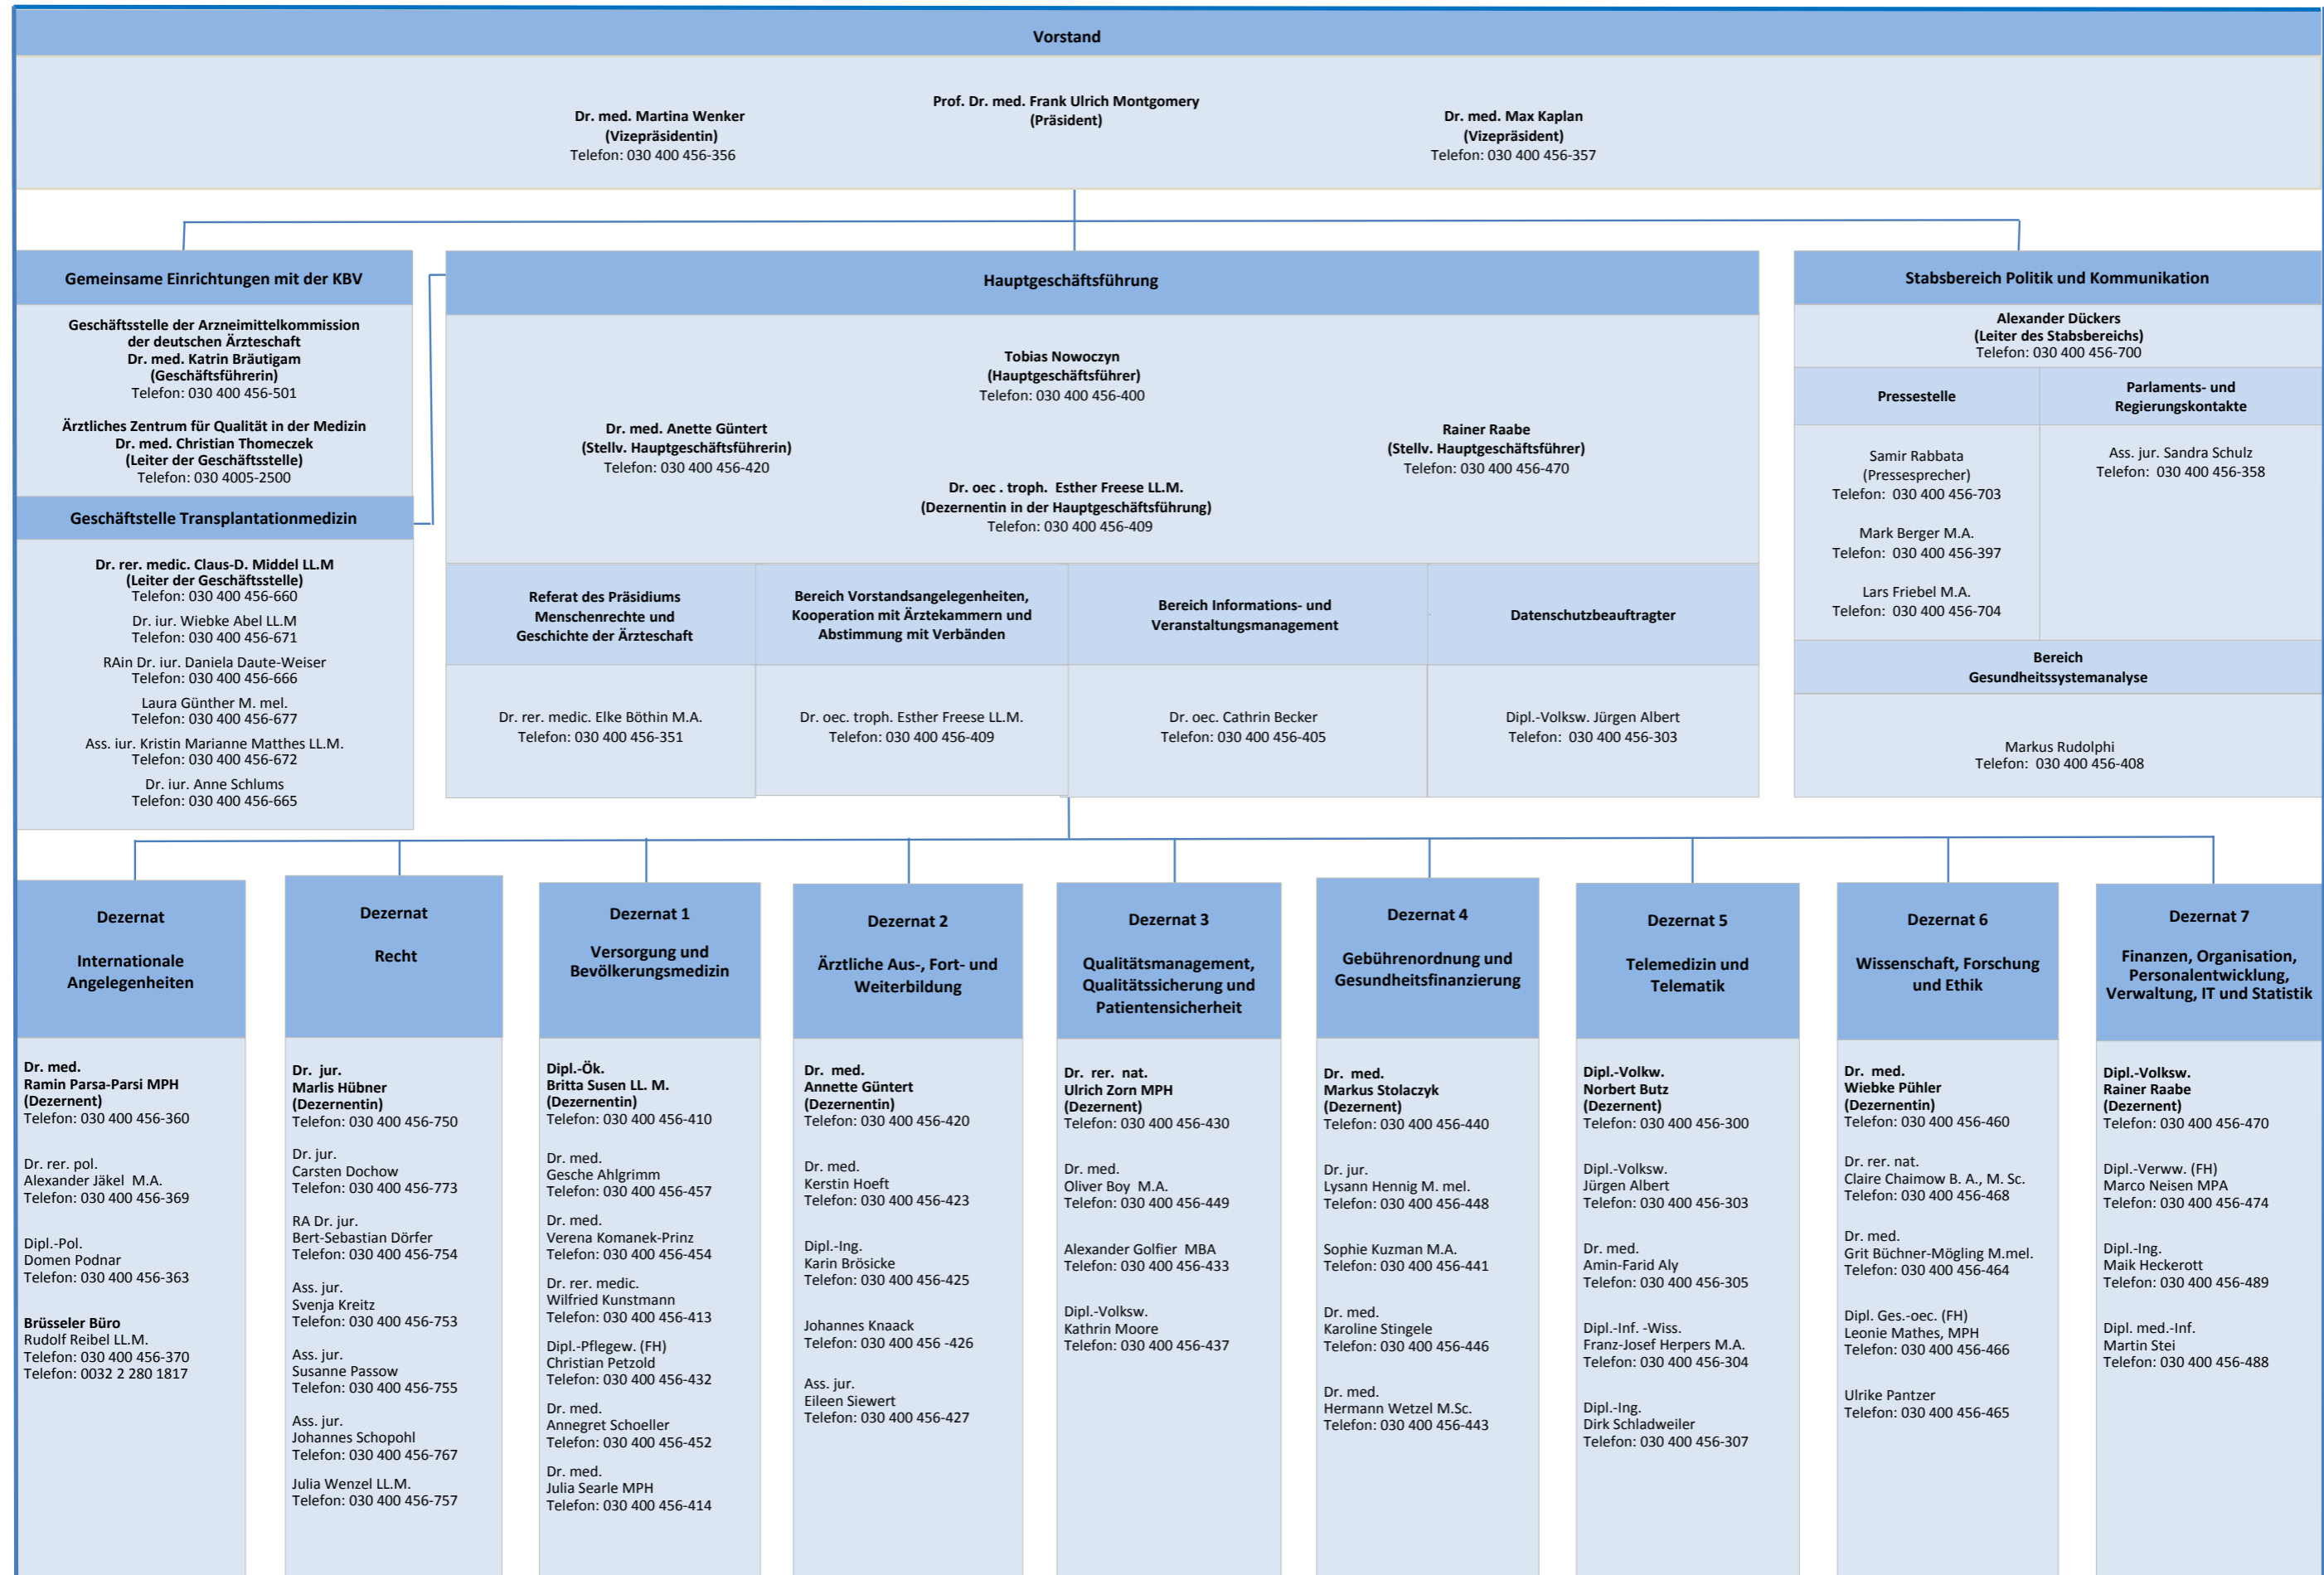 Vorstand
Prof. Dr. med. Frank Ulrich Montgomery
(Präsident)
Dr. med. Martina Wenker
(Vizepräsidentin)
Telefon: 030 400 456-356
Dr. med. Max Kaplan
(Vizepräsident)
Telefon: 030 400 456-357
Gemeinsame Einrichtungen mit der KBV
Geschäftsstelle der Arzneimittelkommission
der deutschen Ärzteschaft
Dr. med. Katrin Bräutigam
(Geschäftsführerin)
Telefon: 030 400 456-501
Ärztliches Zentrum für Qualität in der Medizin
Dr. med. Christian Thomeczek
(Leiter der Geschäftsstelle)
Telefon: 030 4005-2500
Geschäftstelle Transplantationmedizin
Dr. rer. medic. Claus-D. Middel LL.M
(Leiter der Geschäftsstelle)
Telefon: 030 400 456-660
Dr. iur. Wiebke Abel LL.M
Telefon: 030 400 456-671
RAin Dr. iur. Daniela Daute-Weiser
Telefon: 030 400 456-666
Laura Günther M. mel.
Telefon: 030 400 456-677
Ass. iur. Kristin Marianne Matthes LL.M.
Telefon: 030 400 456-672
Dr. iur. Anne Schlums
Telefon: 030 400 456-665
Hauptgeschäftsführung
Tobias Nowoczyn
(Hauptgeschäftsführer)
Telefon: 030 400 456-400
Dr. med. Anette Güntert
(Stellv. Hauptgeschäftsführerin)
Telefon: 030 400 456-420
Rainer Raabe
(Stellv. Hauptgeschäftsführer)
Telefon: 030 400 456-470
Dr. oec . troph. Esther Freese LL.M.
(Dezernentin in der Hauptgeschäftsführung)
Telefon: 030 400 456-409
Referat des Präsidiums
Menschenrechte und
Geschichte der Ärzteschaft
Dr. rer. medic. Elke Böthin M.A.
Telefon: 030 400 456-351
Bereich Vorstandsangelegenheiten,
Kooperation mit Ärztekammern und
Abstimmung mit Verbänden
Dr. oec. troph. Esther Freese LL.M.
Telefon: 030 400 456-409
Bereich Informations- und
Veranstaltungsmanagement
Dr. oec. Cathrin Becker
Telefon: 030 400 456-405
Datenschutzbeauftragter
Dipl.-Volksw. Jürgen Albert
Telefon: 030 400 456-303
Stabsbereich Politik und Kommunikation
Alexander Dückers
(Leiter des Stabsbereichs)
Telefon: 030 400 456-700
Pressestelle
Samir Rabbata
(Pressesprecher)
Telefon: 030 400 456-703
Mark Berger M.A.
Telefon: 030 400 456-397
Lars Friebel M.A.
Telefon: 030 400 456-704
Parlaments- und
Regierungskontakte
Ass. jur. Sandra Schulz
Telefon: 030 400 456-358
Bereich
Gesundheitssystemanalyse
Markus Rudolphi
Telefon: 030 400 456-408
Dezernat
Internationale
Angelegenheiten
Dr. med.
Ramin Parsa-Parsi MPH
(Dezernent)
Telefon: 030 400 456-360
Dr. rer. pol.
Alexander Jäkel M.A.
Telefon: 030 400 456-369
Dipl.-Pol.
Domen Podnar
Telefon: 030 400 456-363
Brüsseler Büro
Rudolf Reibel LL.M.
Telefon: 030 400 456-370
Telefon: 0032 2 280 1817
Dezernat
Recht
Dr. jur.
Marlis Hübner
(Dezernentin)
Telefon: 030 400 456-750
Dr. jur.
Carsten Dochow
Telefon: 030 400 456-773
RA Dr. jur.
Bert-Sebastian Dörfer
Telefon: 030 400 456-754
Ass. jur.
Svenja Kreitz
Telefon: 030 400 456-753
Ass. jur.
Susanne Passow
Telefon: 030 400 456-755
Ass. jur.
Johannes Schopohl
Telefon: 030 400 456-767
Julia Wenzel LL.M.
Telefon: 030 400 456-757
Dezernat 1
Versorgung und
Bevölkerungsmedizin
Dipl.-Ök.
Britta Susen LL. M.
(Dezernentin)
Telefon: 030 400 456-410
Dr. med.
Gesche Ahlgrimm
Telefon: 030 400 456-457
Dr. med.
Verena Komanek-Prinz
Telefon: 030 400 456-454
Dr. rer. medic.
Wilfried Kunstmann
Telefon: 030 400 456-413
Dipl.-Pflegew. (FH)
Christian Petzold
Telefon: 030 400 456-432
Dr. med.
Annegret Schoeller
Telefon: 030 400 456-452
Dr. med.
Julia Searle MPH
Telefon: 030 400 456-414
Dezernat 2
Ärztliche Aus-, Fort- und
Weiterbildung
Dr. med.
Annette Güntert
(Dezernentin)
Telefon: 030 400 456-420
Dr. med.
Kerstin Hoeft
Telefon: 030 400 456-423
Dipl.-Ing.
Karin Brösicke
Telefon: 030 400 456-425
Johannes Knaack
Telefon: 030 400 456 -426
Ass. jur.
Eileen Siewert
Telefon: 030 400 456-427
Dezernat 3
Qualitätsmanagement,
Qualitätssicherung und
Patientensicherheit
Dr. rer. nat.
Ulrich Zorn MPH
(Dezernent)
Telefon: 030 400 456-430
Dr. med.
Oliver Boy M.A.
Telefon: 030 400 456-449
Alexander Golfier MBA
Telefon: 030 400 456-433
Dipl.-Volksw.
Kathrin Moore
Telefon: 030 400 456-437
Dezernat 4
Gebührenordnung und
Gesundheitsfinanzierung
Dr. med.
Markus Stolaczyk
(Dezernent)
Telefon: 030 400 456-440
Dr. jur.
Lysann Hennig M. mel.
Telefon: 030 400 456-448
Sophie Kuzman M.A.
Telefon: 030 400 456-441
Dr. med.
Karoline Stingele
Telefon: 030 400 456-446
Dr. med.
Hermann Wetzel M.Sc.
Telefon: 030 400 456-443
Dezernat 5
Telemedizin und
Telematik
Dipl.-Volkw.
Norbert Butz
(Dezernent)
Telefon: 030 400 456-300
Dipl.-Volksw.
Jürgen Albert
Telefon: 030 400 456-303
Dr. med.
Amin-Farid Aly
Telefon: 030 400 456-305
Dipl.-Inf. -Wiss.
Franz-Josef Herpers M.A.
Telefon: 030 400 456-304
Dipl.-Ing.
Dirk Schladweiler
Telefon: 030 400 456-307
Dezernat 6
Wissenschaft, Forschung
und Ethik
Dr. med.
Wiebke Pühler
(Dezernentin)
Telefon: 030 400 456-460
Dr. rer. nat.
Claire Chaimow B. A., M. Sc.
Telefon: 030 400 456-468
Dr. med.
Grit Büchner-Mögling M.mel.
Telefon: 030 400 456-464
Dipl. Ges.-oec. (FH)
Leonie Mathes, MPH
Telefon: 030 400 456-466
Ulrike Pantzer
Telefon: 030 400 456-465
Dezernat 7
Finanzen, Organisation,
Personalentwicklung,
Verwaltung, IT und Statistik
Dipl.-Volksw.
Rainer Raabe
(Dezernent)
Telefon: 030 400 456-470
Dipl.-Verww. (FH)
Marco Neisen MPA
Telefon: 030 400 456-474
Dipl.-Ing.
Maik Heckerott
Telefon: 030 400 456-489
Dipl. med.-Inf.
Martin Stei
Telefon: 030 400 456-488